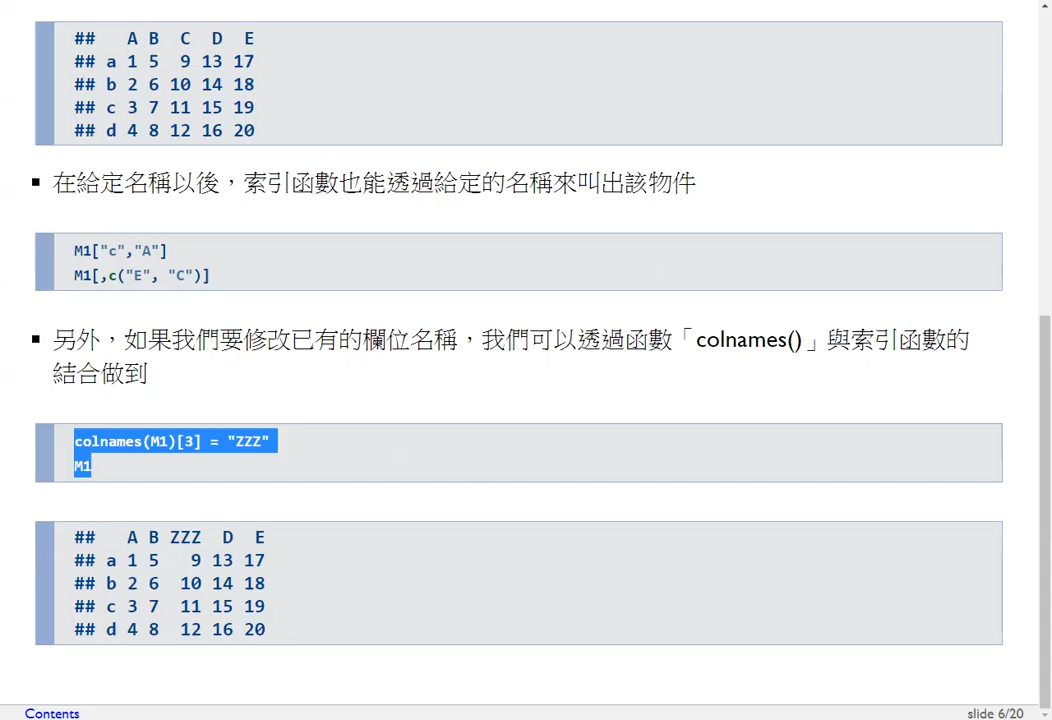 ##   A B  C  D  E
## a 1 5  9 13 17
## b 2 6 10 14 18
## c 3 7 11 15 19
## d 4 8 12 16 20
▪ 在給定名稱以後，索引函數也能透過給定的名稱來叫出該物件
M1["c","A"]
M1[,c("E", "C")]
▪ 另外，如果我們要修改已有的欄位名稱，我們可以透過函數「colnames()」與索引函數的
結合做到
colnames(M1)[3] = "ZZZ"
M1
##   A B ZZZ  D  E
## a 1 5   9 13 17
## b 2 6  10 14 18
## c 3 7  11 15 19
## d 4 8  12 16 20
Contents slide 6/20